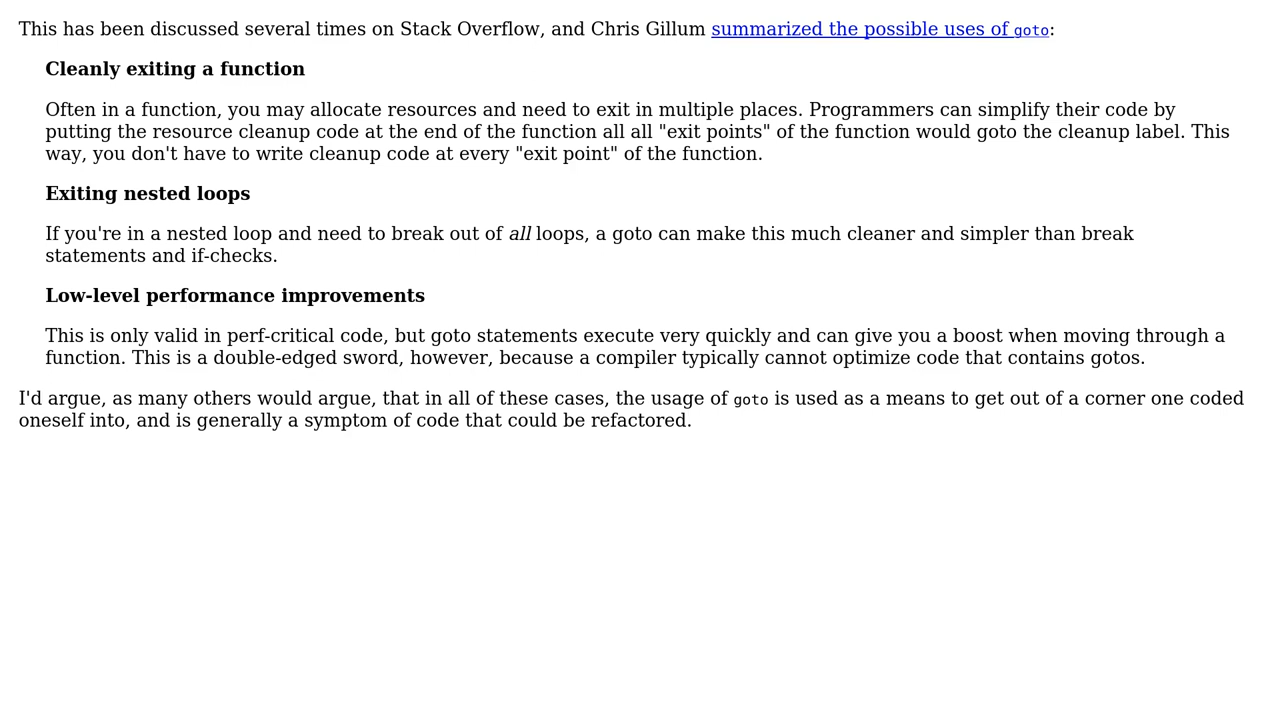 This has been discussed several times on Stack Overflow, and Chris Gillum summarized the possible uses of goto:
Cleanly exiting a function
Often in a function, you may allocate resources and need to exit in multiple places. Programmers can simplify their code by
putting the resource cleanup code at the end of the function all all "exit points" of the function would goto the cleanup label. This
way, you don't have to write cleanup code at every "exit point" of the function.
Exiting nested loops
If you're in a nested loop and need to break out of all loops, a goto can make this much cleaner and simpler than break
statements and if-checks.
Low-level performance improvements
This is only valid in perf-critical code, but goto statements execute very quickly and can give you a boost when moving through a
function. This is a double-edged sword, however, because a compiler typically cannot optimize code that contains gotos.
I'd argue, as many others would argue, that in all of these cases, the usage of goto is used as a means to get out of a corner one coded
oneself into, and is generally a symptom of code that could be refactored.